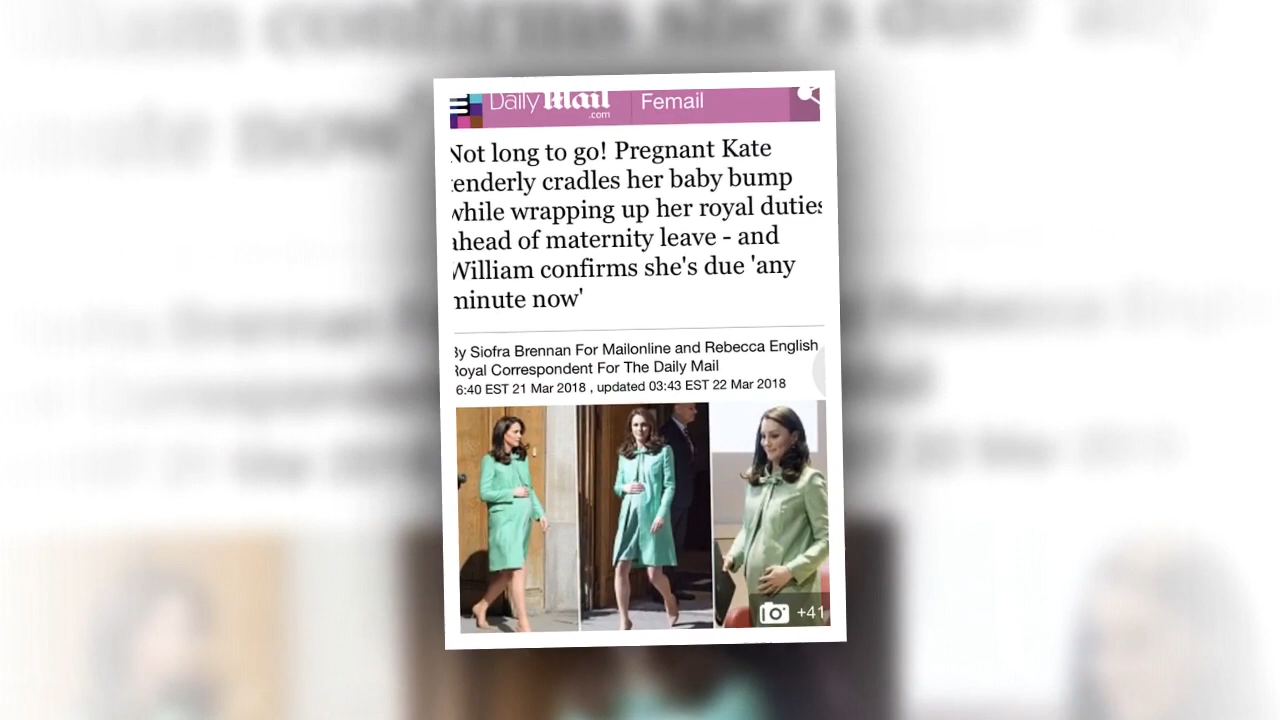 Daily Mail
.com
Femail
Not long to go! Pregnant Kate
tenderly cradles her baby bump
while wrapping up her royal duties
ahead of maternity leave - and
William confirms she's due 'any
minute now'
By Siofra Brennan For Mailonline and Rebecca English
Royal Correspondent For The Daily Mail
6:40 EST 21 Mar 2018 , updated 03:43 EST 22 Mar 2018
+41